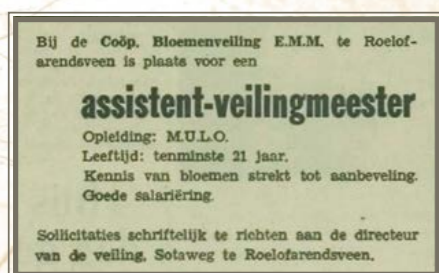 Bij de Coöp. Bloemenveiling E.M.M. te Roelof-
arendsveen is plaats voor een
assistent-veilingmeester
Opleiding: M.U.L.O.
Leeftijd: tenminste 21 jaar.
Kennis van bloemen strekt tot aanbeveling.
Goede salariëring.
Sollicitaties schriftelijk te richten aan de directeur
van de veiling, Sotaweg te Roelofarendsveen.